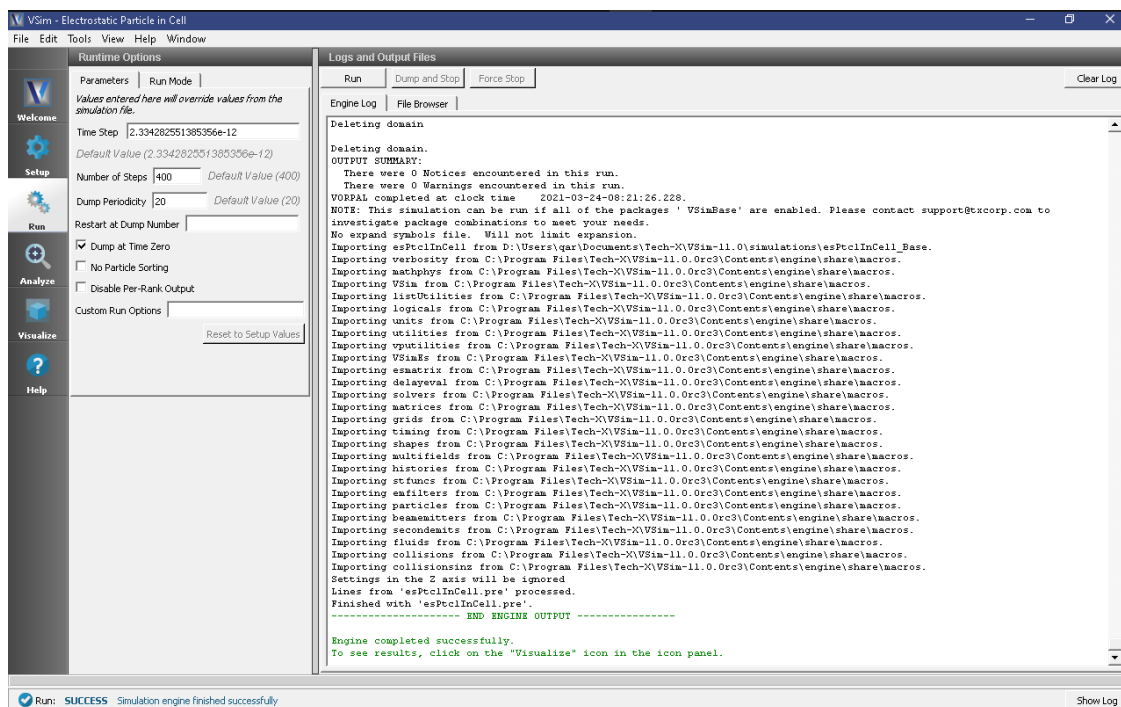 VSim - Electrostatic Particle in Cell
File Edit Tools View Help Window
Welcome
Setup
Run
Analyze
Visualize
Help
Runtime Options
Parameters
Run Mode
Values entered here will override values from the
simulation file.
Time Step 2.334282551385356e-12
Default Value (2.334282551385356e-12)
Number of Steps 400 Default Value (400)
Dump Periodicity 20 Default Value (20)
Restart at Dump Number
Dump at Time Zero
No Particle Sorting
Disable Per-Rank Output
Custom Run Options
Reset to Setup Values
Logs and Output Files
Run Dump and Stop Force Stop Clear Log
Engine Log File Browser
Deleting domain
Deleting domain.
OUTPUT SUMMARY:
There were 0 Notices encountered in this run.
There were 0 Warnings encountered in this run.
VORPAL completed at clock time 2021-03-24-08:21:26.228.
NOTE: This simulation can be run if all of the packages ' VSimBase' are enabled. Please contact support@txcorp.com to
investigate package combinations to meet your needs.
No expand symbols file. Will not limit expansion.
Importing esPtclInCell from D:\Users\qar\Documents\Tech-X\VSim-11.0\simulations\esPtclInCell_Base.
Importing verbosity from C:\Program Files\Tech-X\VSim-11.0.0rc3\Contents\engine\share\macros.
Importing mathphys from C:\Program Files\Tech-X\VSim-11.0.0rc3\Contents\engine\share\macros.
Importing VSim from C:\Program Files\Tech-X\VSim-11.0.0rc3\Contents\engine\share\macros.
Importing listUtilities from C:\Program Files\Tech-X\VSim-11.0.0rc3\Contents\engine\share\macros.
Importing logicals from C:\Program Files\Tech-X\VSim-11.0.0rc3\Contents\engine\share\macros.
Importing units from C:\Program Files\Tech-X\VSim-11.0.0rc3\Contents\engine\share\macros.
Importing utilities from C:\Program Files\Tech-X\VSim-11.0.0rc3\Contents\engine\share\macros.
Importing vputilities from C:\Program Files\Tech-X\VSim-11.0.0rc3\Contents\engine\share\macros.
Importing VSimEs from C:\Program Files\Tech-X\VSim-11.0.0rc3\Contents\engine\share\macros.
Importing esmatrix from C:\Program Files\Tech-X\VSim-11.0.0rc3\Contents\engine\share\macros.
Importing delayeval from C:\Program Files\Tech-X\VSim-11.0.0rc3\Contents\engine\share\macros.
Importing solvers from C:\Program Files\Tech-X\VSim-11.0.0rc3\Contents\engine\share\macros.
Importing matrices from C:\Program Files\Tech-X\VSim-11.0.0rc3\Contents\engine\share\macros.
Importing grids from C:\Program Files\Tech-X\VSim-11.0.0rc3\Contents\engine\share\macros.
Importing timing from C:\Program Files\Tech-X\VSim-11.0.0rc3\Contents\engine\share\macros.
Importing shapes from C:\Program Files\Tech-X\VSim-11.0.0rc3\Contents\engine\share\macros.
Importing multifields from C:\Program Files\Tech-X\VSim-11.0.0rc3\Contents\engine\share\macros.
Importing histories from C:\Program Files\Tech-X\VSim-11.0.0rc3\Contents\engine\share\macros.
Importing stfuncs from C:\Program Files\Tech-X\VSim-11.0.0rc3\Contents\engine\share\macros.
Importing emfilters from C:\Program Files\Tech-X\VSim-11.0.0rc3\Contents\engine\share\macros.
Importing particles from C:\Program Files\Tech-X\VSim-11.0.0rc3\Contents\engine\share\macros.
Importing beamemitters from C:\Program Files\Tech-X\VSim-11.0.0rc3\Contents\engine\share\macros.
Importing secondemits from C:\Program Files\Tech-X\VSim-11.0.0rc3\Contents\engine\share\macros.
Importing fluids from C:\Program Files\Tech-X\VSim-11.0.0rc3\Contents\engine\share\macros.
Importing collisions from C:\Program Files\Tech-X\VSim-11.0.0rc3\Contents\engine\share\macros.
Importing collisionsinz from C:\Program Files\Tech-X\VSim-11.0.0rc3\Contents\engine\share\macros.
Settings in the Z axis will be ignored
Lines from 'esPtclInCell.pre' processed.
Finished with 'esPtclInCell.pre'.
--------------------- END ENGINE OUTPUT ----------------
Engine completed successfully.
To see results, click on the "Visualize" icon in the icon panel.
Run: SUCCESS Simulation engine finished successfully
Show Log